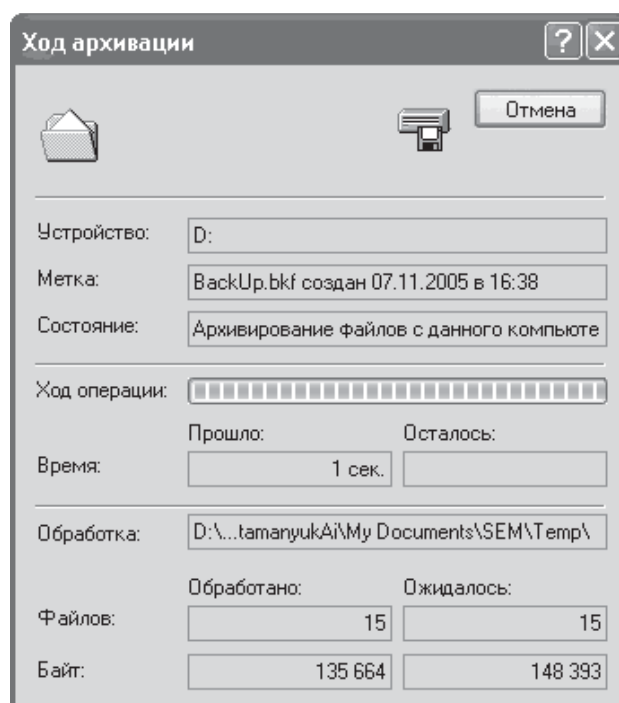 Ход архивации
Отмена
Устройство: D:
Метка: BackUp.bkf создан 07.11.2005 в 16:38
Состояние: Архивирование файлов с данного компьюте
Ход операции:
Прошло: Осталось:
Время: 1 сек.
Обработка: D:\...tamanyukAi\My Documents\SEM\Temp\
Обработано: Ожидалось:
Файлов: 15 15
Байт: 135 664 148 393